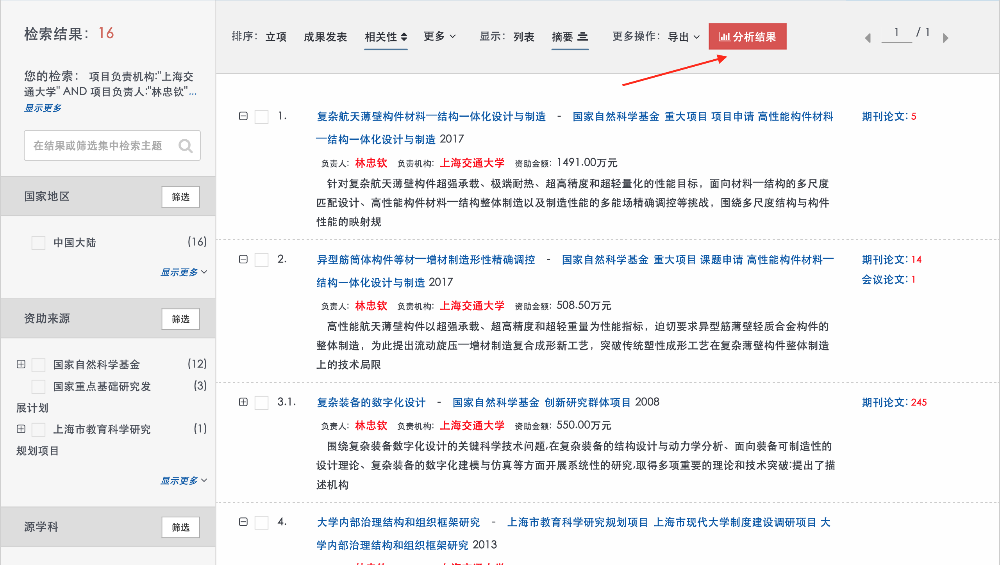 检索结果：16
您的检索： 项目负责机构:"上海交
通大学" AND 项目负责人:"林忠钦"...
显示更多
在结果或筛选集中检索主题
国家地区 筛选
中国大陆 (16)
显示更多
资助来源 筛选
国家自然科学基金 (12)
国家重点基础研究发 (3)
展计划
上海市教育科学研究 (1)
规划项目
显示更多
源学科 筛选
排序： 立项 成果发表 相关性 更多 显示： 列表 摘要 更多操作： 导出 分析结果 1 / 1
1. 复杂航天薄壁构件材料—结构一体化设计与制造 - 国家自然科学基金 重大项目 项目申请 高性能构件材料 期刊论文：5
—结构一体化设计与制造 2017
负责人： 林忠钦 负责机构： 上海交通大学 资助金额： 1491.00万元
针对复杂航天薄壁构件超强承载、极端耐热、超高精度和超轻量化的性能目标，面向材料—结构的多尺度
匹配设计、高性能构件材料—结构整体制造以及制造性能的多能场精确调控等挑战，围绕多尺度结构与构件
性能的映射规
2. 异型筋筒体构件等材—增材制造形性精确调控 - 国家自然科学基金 重大项目 课题申请 高性能构件材料— 期刊论文：14
结构一体化设计与制造 2017 会议论文：1
负责人： 林忠钦 负责机构： 上海交通大学 资助金额： 508.50万元
高性能航天薄壁构件以超强承载、超高精度和超轻重量为性能指标，迫切要求异型筋薄壁轻质合金构件的
整体制造，为此提出流动旋压—增材制造复合成形新工艺，突破传统塑性成形工艺在复杂薄壁构件整体制造
上的技术局限
3.1. 复杂装备的数字化设计 - 国家自然科学基金 创新研究群体项目 2008 期刊论文：245
负责人： 林忠钦 负责机构： 上海交通大学 资助金额： 550.00万元
围绕复杂装备数字化设计的关键科学技术问题,在复杂装备的结构设计与动力学分析、面向装备可制造性的
设计理论、复杂装备的数字化建模与仿真等方面开展系统性的研究,取得多项重要的理论和技术突破:提出了描
述机构
4. 大学内部治理结构和组织框架研究 - 上海市教育科学研究规划项目 上海市现代大学制度建设调研项目 大
学内部治理结构和组织框架研究 2013